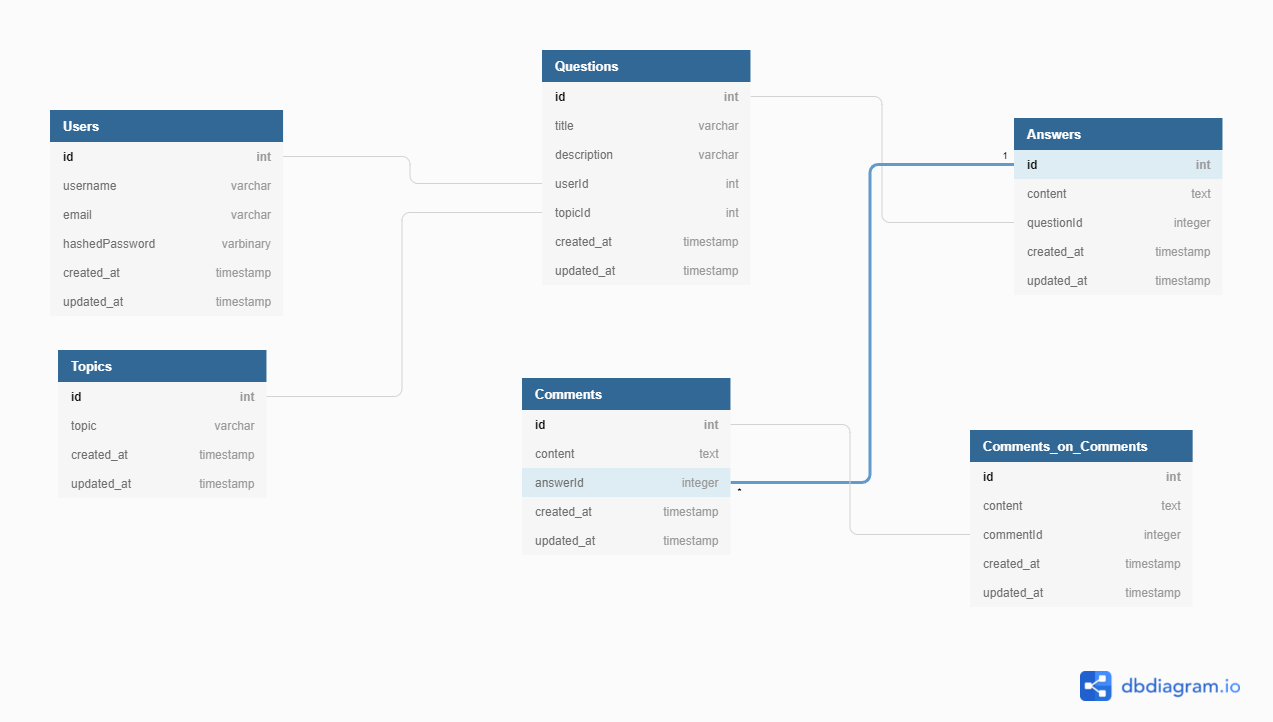 Users
id int
username varchar
email varchar
hashedPassword varbinary
created_at timestamp
updated_at timestamp
Topics
id int
topic varchar
created_at timestamp
updated_at timestamp
Questions
id int
title varchar
description varchar
userId int
topicId int
created_at timestamp
updated_at timestamp
Comments
id int
content text
answerId integer
*
created_at timestamp
updated_at timestamp
Answers
1
id int
content text
questionId integer
created_at timestamp
updated_at timestamp
Comments_on_Comments
id int
content text
commentId integer
created_at timestamp
updated_at timestamp
dbdiagram.io